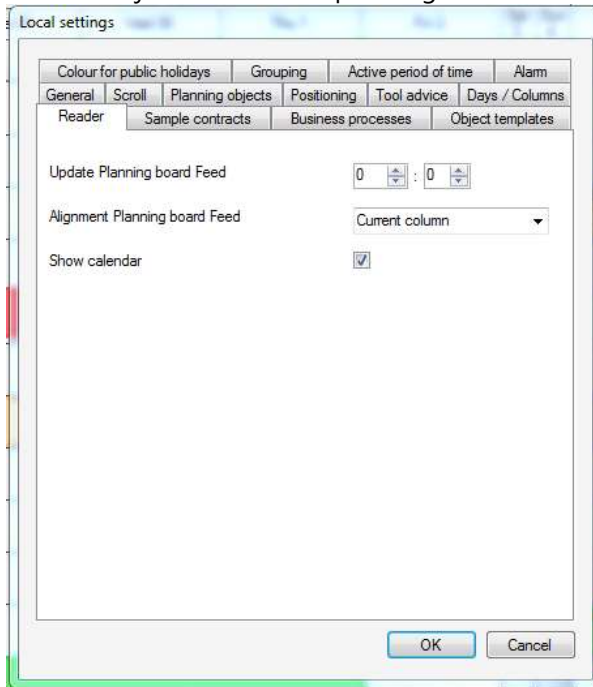 Local settings
Colour for public holidays Grouping Active period of time Alarm
General Scroll Planning objects Positioning Tool advice Days / Columns
Reader Sample contracts Business processes Object templates
Update Planning board Feed 0 : 0
Alignment Planning board Feed Current column
Show calendar
OK Cancel